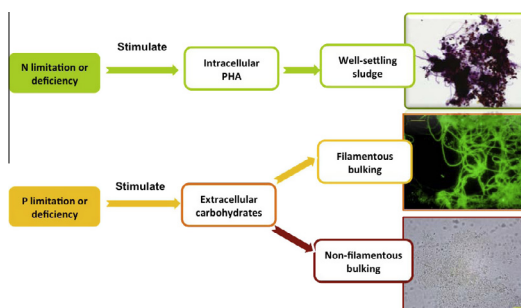 Stimulate
N limitation or
deficiency
Intracellular
PHA
Well-settling
sludge
Filamentous
bulking
Stimulate
P limitation or
deficiency
Extracellular
carbohydrates
Non-filamentous
bulking